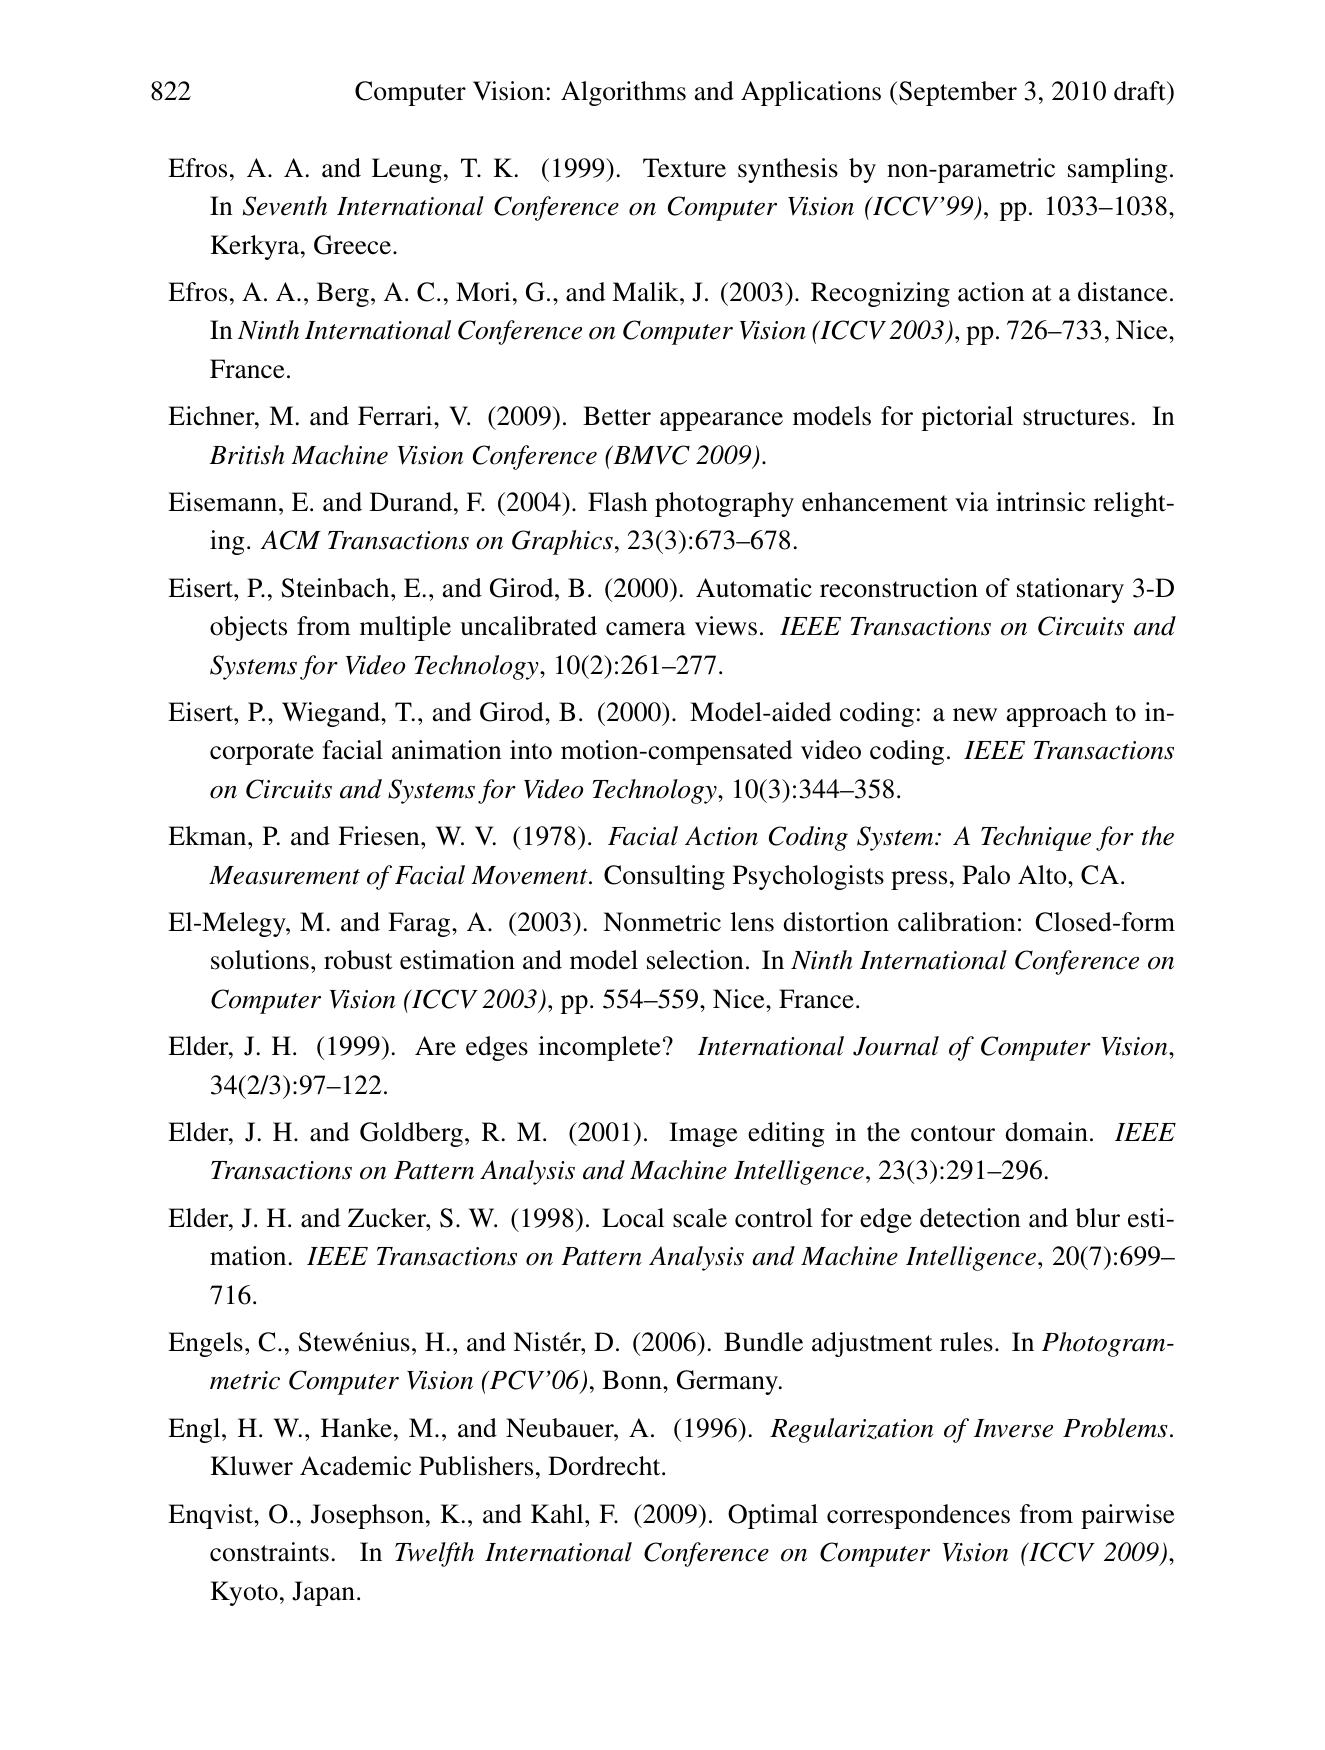 822 Computer Vision: Algorithms and Applications (September 3, 2010 draft)
Efros, A. A. and Leung, T. K. (1999). Texture synthesis by non-parametric sampling.
In Seventh International Conference on Computer Vision (ICCV’99), pp. 1033–1038,
Kerkyra, Greece.
Efros, A. A., Berg, A. C., Mori, G., and Malik, J. (2003). Recognizing action at a distance.
In Ninth International Conference on Computer Vision (ICCV 2003), pp. 726–733, Nice,
France.
Eichner, M. and Ferrari, V. (2009). Better appearance models for pictorial structures. In
British Machine Vision Conference (BMVC 2009).
Eisemann, E. and Durand, F. (2004). Flash photography enhancement via intrinsic relight-
ing. ACM Transactions on Graphics, 23(3):673–678.
Eisert, P., Steinbach, E., and Girod, B. (2000). Automatic reconstruction of stationary 3-D
objects from multiple uncalibrated camera views. IEEE Transactions on Circuits and
Systems for Video Technology, 10(2):261–277.
Eisert, P., Wiegand, T., and Girod, B. (2000). Model-aided coding: a new approach to in-
corporate facial animation into motion-compensated video coding. IEEE Transactions
on Circuits and Systems for Video Technology, 10(3):344–358.
Ekman, P. and Friesen, W. V. (1978). Facial Action Coding System: A Technique for the
Measurement of Facial Movement. Consulting Psychologists press, Palo Alto, CA.
El-Melegy, M. and Farag, A. (2003). Nonmetric lens distortion calibration: Closed-form
solutions, robust estimation and model selection. In Ninth International Conference on
Computer Vision (ICCV 2003), pp. 554–559, Nice, France.
Elder, J. H. (1999). Are edges incomplete? International Journal of Computer Vision,
34(2/3):97–122.
Elder, J. H. and Goldberg, R. M. (2001). Image editing in the contour domain. IEEE
Transactions on Pattern Analysis and Machine Intelligence, 23(3):291–296.
Elder, J. H. and Zucker, S. W. (1998). Local scale control for edge detection and blur esti-
mation. IEEE Transactions on Pattern Analysis and Machine Intelligence, 20(7):699–
716.
Engels, C., Stewénius, H., and Nistér, D. (2006). Bundle adjustment rules. In Photogram-
metric Computer Vision (PCV’06), Bonn, Germany.
Engl, H. W., Hanke, M., and Neubauer, A. (1996). Regularization of Inverse Problems.
Kluwer Academic Publishers, Dordrecht.
Enqvist, O., Josephson, K., and Kahl, F. (2009). Optimal correspondences from pairwise
constraints. In Twelfth International Conference on Computer Vision (ICCV 2009),
Kyoto, Japan.